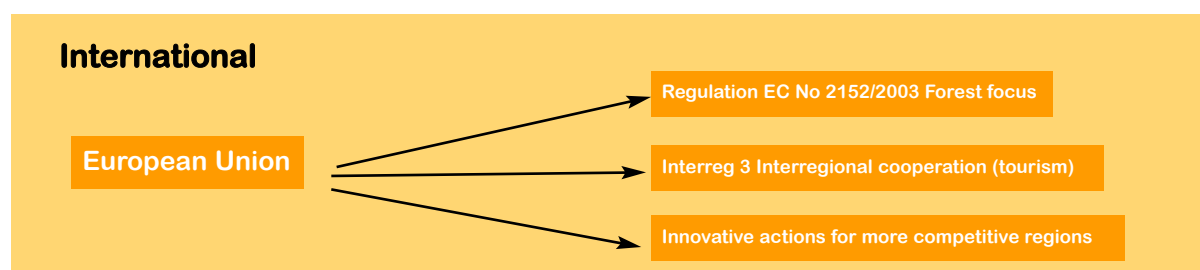 International
Regulation EC No 2152/2003 Forest focus
European Union
Interreg 3 Interregional cooperation (tourism)
Innovative actions for more competitive regions